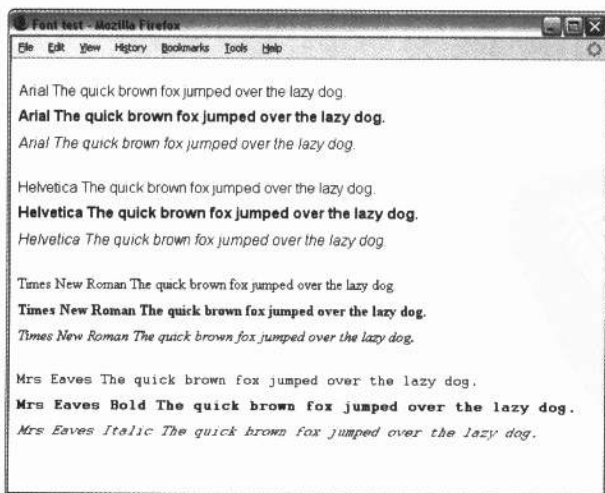 Font test - Mozilla Firefox
File Edit View History Bookmarks Tools Help
Arial The quick brown fox jumped over the lazy dog.
Arial The quick brown fox jumped over the lazy dog.
Arial The quick brown fox jumped over the lazy dog.
Helvetica The quick brown fox jumped over the lazy dog.
Helvetica The quick brown fox jumped over the lazy dog.
Helvetica The quick brown fox jumped over the lazy dog.
Times New Roman The quick brown fox jumped over the lazy dog.
Times New Roman The quick brown fox jumped over the lazy dog.
Times New Roman The quick brown fox jumped over the lazy dog.
Mrs Eaves The quick brown fox jumped over the lazy dog.
Mrs Eaves Bold The quick brown fox jumped over the lazy dog.
Mrs Eaves Italic The quick brown fox jumped over the lazy dog.